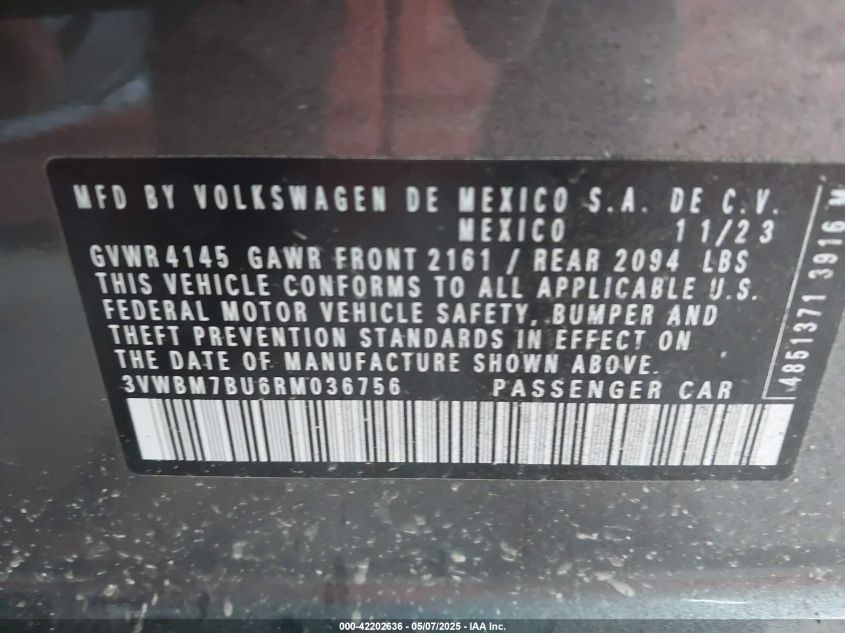 MFD BY VOLKSWAGEN DE MEXICO S.A. DE C.V.
MEXICO 11/23
GVWR 4145 GAWR FRONT 2161 / REAR 2094 LBS
THIS VEHICLE CONFORMS TO ALL APPLICABLE U.S.
FEDERAL MOTOR VEHICLE SAFETY, BUMPER AND
THEFT PREVENTION STANDARDS IN EFFECT ON
THE DATE OF MANUFACTURE SHOWN ABOVE.
3VWBM7BU6RM036756 PASSENGER CAR
4851371 3916 M
000-42202636 - 05/07/2025 - IAA Inc.